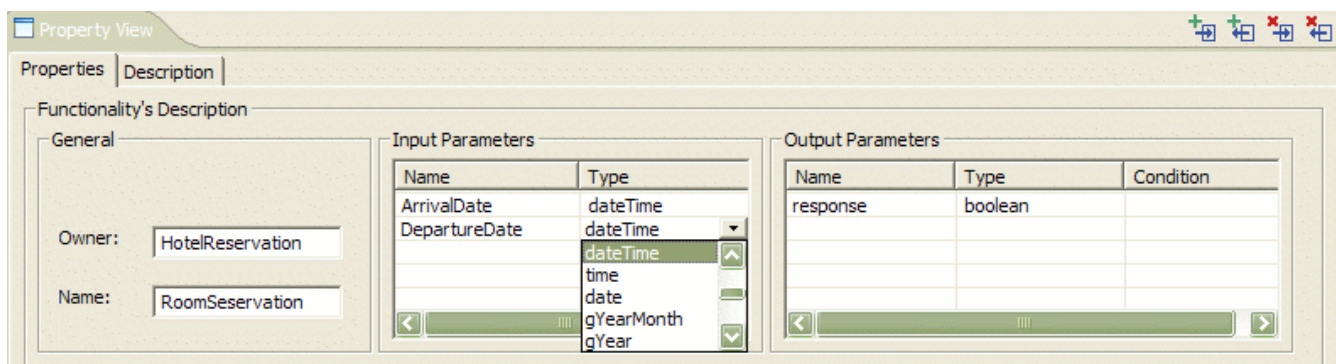 Property View
Properties Description
Functionality's Description
General
Owner: HotelReservation
Name: RoomSeservation
Input Parameters
Name Type
ArrivalDate dateTime
DepartureDate dateTime
dateTime
time
date
gYearMonth
gYear
Output Parameters
Name Type Condition
response boolean